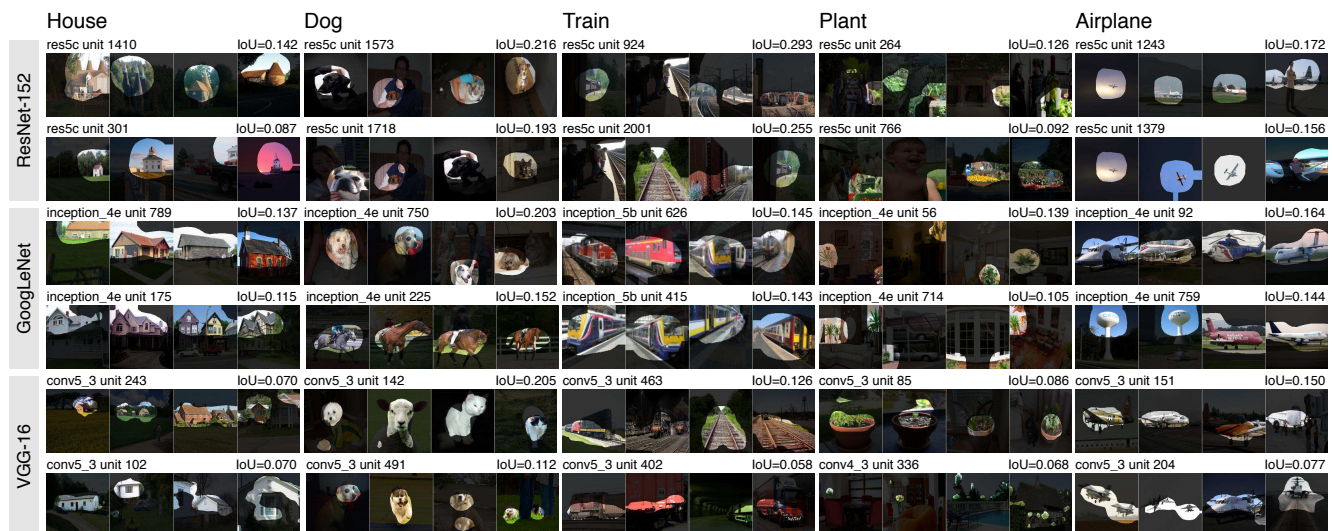 House Dog Train Plant Airplane
ResNet-152
res5c unit 1410 IoU=0.142 res5c unit 1573 IoU=0.216 res5c unit 924 IoU=0.293 res5c unit 264 IoU=0.126 res5c unit 1243 IoU=0.172
res5c unit 301 IoU=0.087 res5c unit 1718 IoU=0.193 res5c unit 2001 IoU=0.255 res5c unit 766 IoU=0.092 res5c unit 1379 IoU=0.156
GoogLeNet
inception_4e unit 789 IoU=0.137 inception_4e unit 750 IoU=0.203 inception_5b unit 626 IoU=0.145 inception_4e unit 56 IoU=0.139 inception_4e unit 92 IoU=0.164
inception_4e unit 175 IoU=0.115 inception_4e unit 225 IoU=0.152 inception_5b unit 415 IoU=0.143 inception_4e unit 714 IoU=0.105 inception_4e unit 759 IoU=0.144
VGG-16
conv5_3 unit 243 IoU=0.070 conv5_3 unit 142 IoU=0.205 conv5_3 unit 463 IoU=0.126 conv5_3 unit 85 IoU=0.086 conv5_3 unit 151 IoU=0.150
conv5_3 unit 102 IoU=0.070 conv5_3 unit 491 IoU=0.112 conv5_3 unit 402 IoU=0.058 conv4_3 unit 336 IoU=0.068 conv5_3 unit 204 IoU=0.077